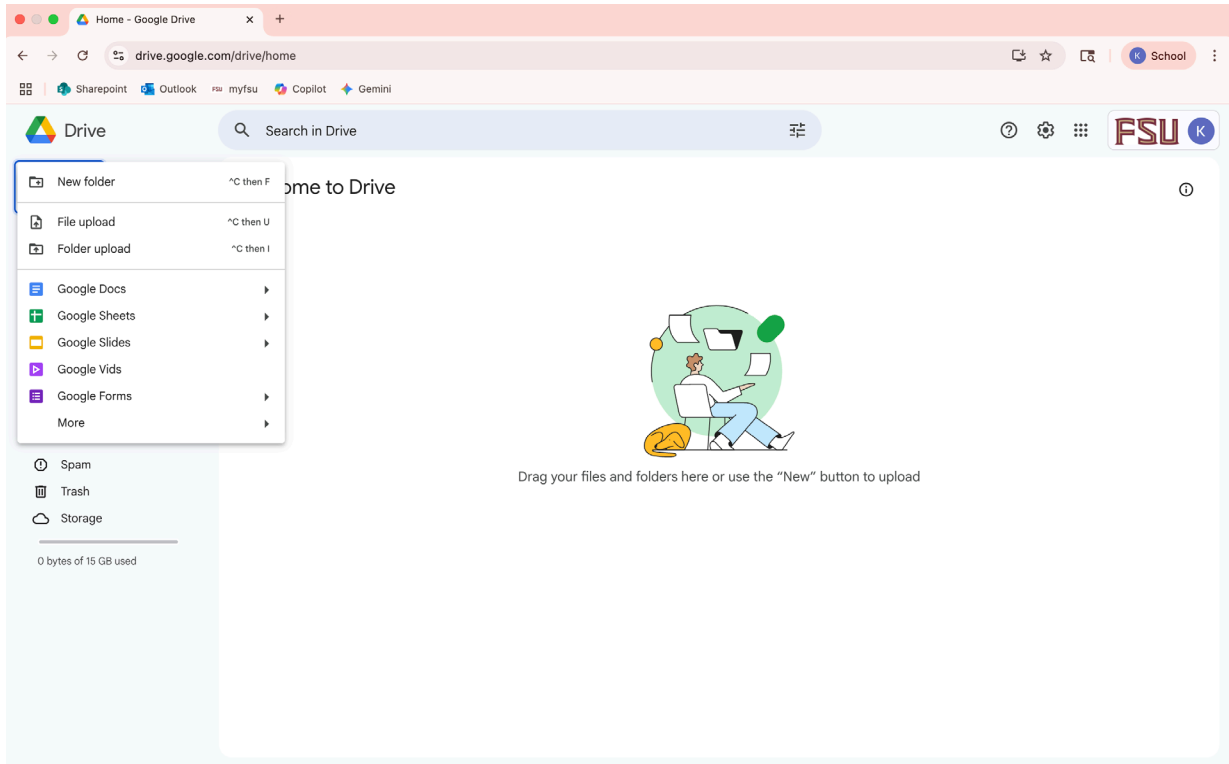 Home - Google Drive
drive.google.com/drive/home
K School
Sharepoint Outlook FSU myfsu Copilot Gemini
Drive
Search in Drive
FSU K
New folder ^C then F
ome to Drive
File upload ^C then U
Folder upload ^C then I
Google Docs
Google Sheets
Google Slides
Google Vids
Google Forms
More
Spam
Trash
Storage
0 bytes of 15 GB used
Drag your files and folders here or use the “New” button to upload